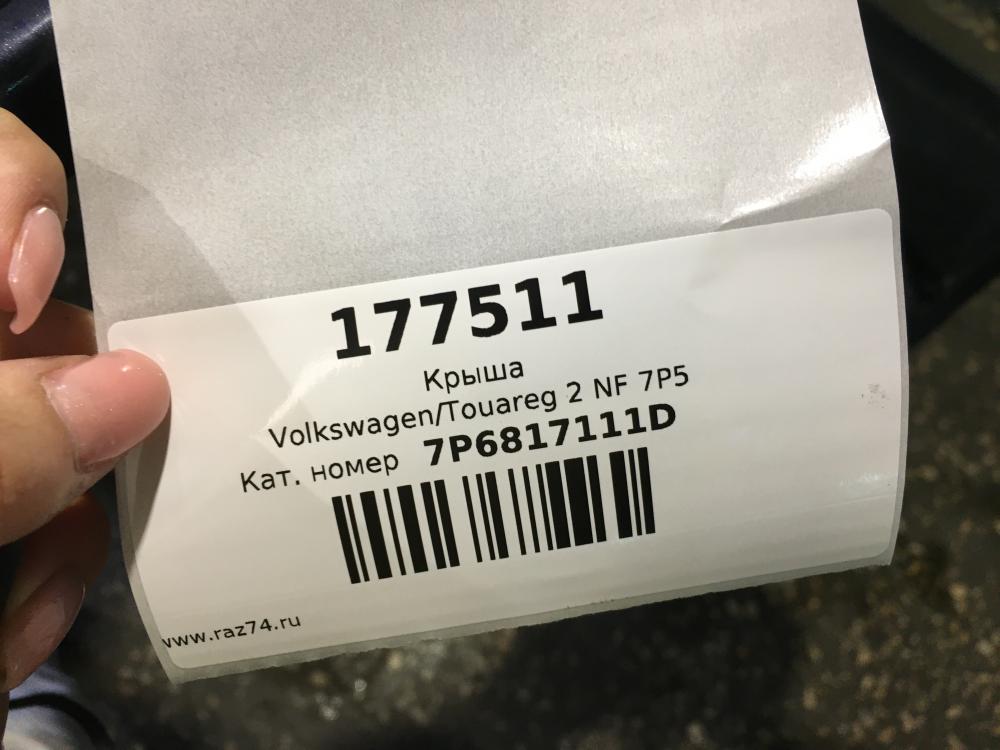 177511
Крыша
Volkswagen/Touareg 2 NF 7P5
Кат. номер 7P6817111D
www.raz74.ru